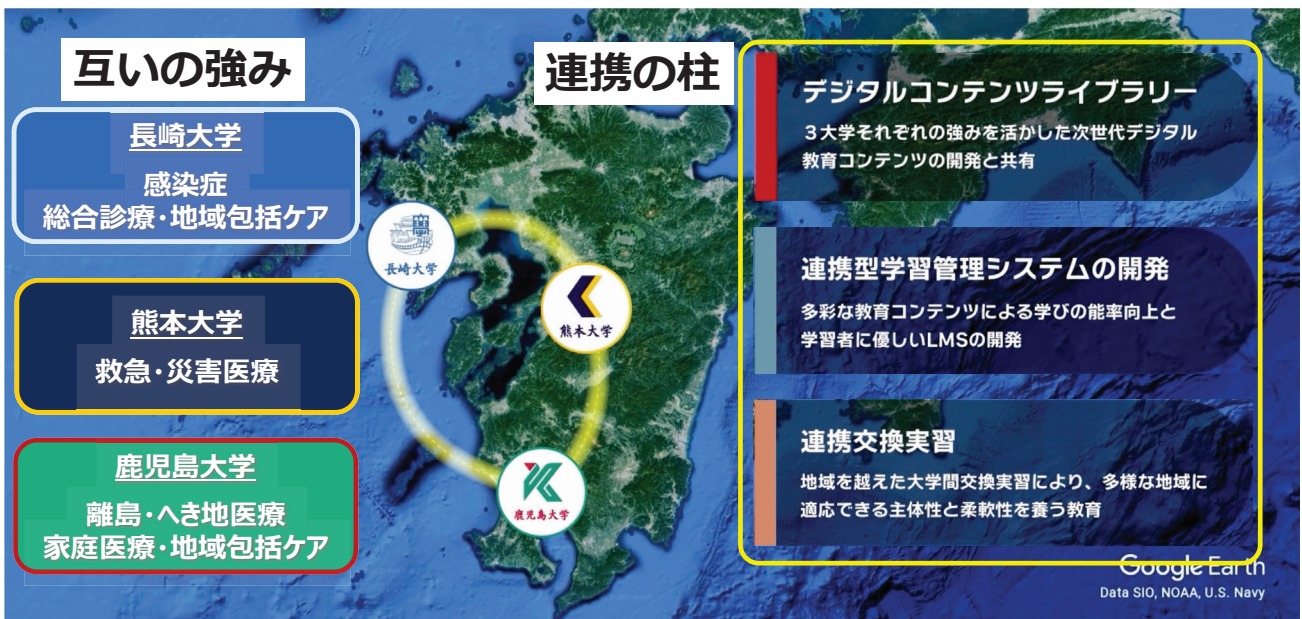 互いの強み
長崎大学
感染症
総合診療・地域包括ケア
熊本大学
救急・災害医療
鹿児島大学
離島・へき地医療
家庭医療・地域包括ケア
長崎大学
熊本大学
鹿児島大学
連携の柱
デジタルコンテンツライブラリー
3大学それぞれの強みを活かした次世代デジタル
教育コンテンツの開発と共有
連携型学習管理システムの開発
多彩な教育コンテンツによる学びの能率向上と
学習者に優しいLMSの開発
連携交換実習
地域を越えた大学間交換実習により、多様な地域に
適応できる主体性と柔軟性を養う教育
Google Earth
Data SIO, NOAA, U.S. Navy